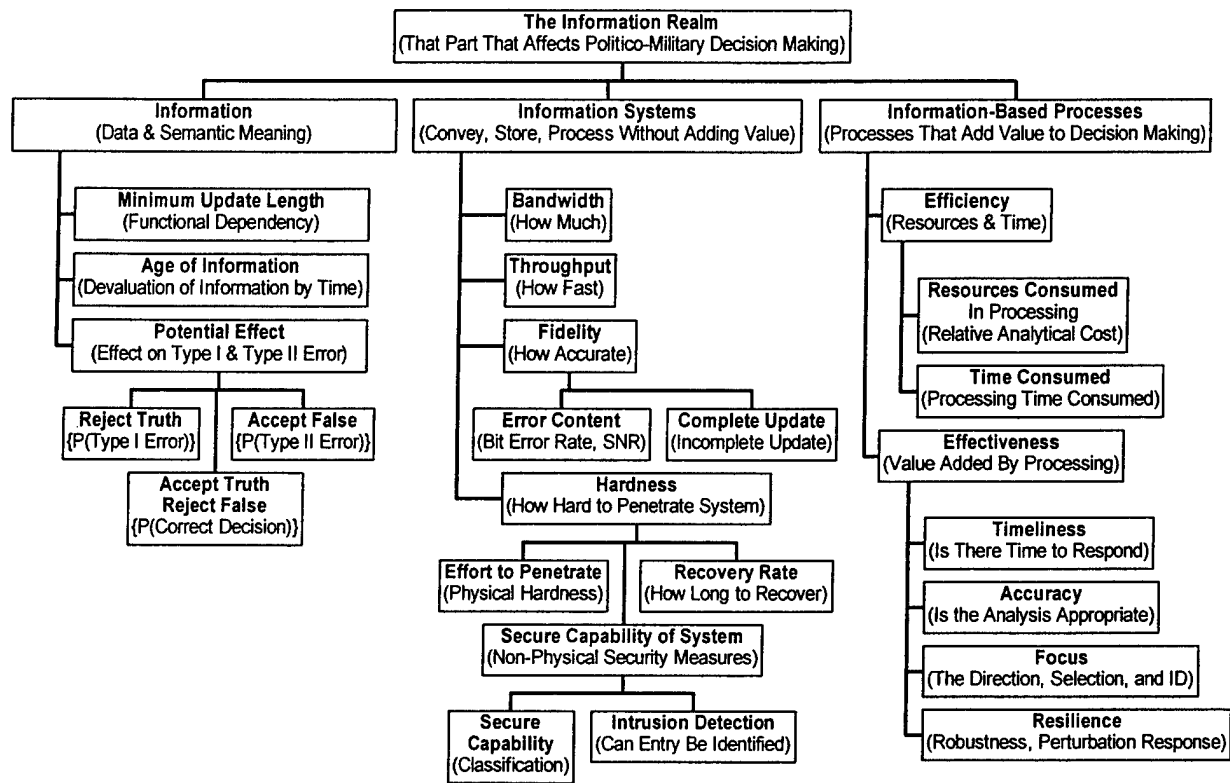 The Information Realm
(That Part That Affects Politico-Military Decision Making)
Information
(Data & Semantic Meaning)
Minimum Update Length
(Functional Dependency)
Age of Information
(Devaluation of Information by Time)
Potential Effect
(Effect on Type I & Type II Error)
Reject Truth
{P(Type I Error)}
Accept False
{P(Type II Error)}
Accept Truth
Reject False
{P(Correct Decision)}
Information Systems
(Convey, Store, Process Without Adding Value)
Bandwidth
(How Much)
Throughput
(How Fast)
Fidelity
(How Accurate)
Error Content
(Bit Error Rate, SNR)
Complete Update
(Incomplete Update)
Hardness
(How Hard to Penetrate System)
Effort to Penetrate
(Physical Hardness)
Recovery Rate
(How Long to Recover)
Secure Capability of System
(Non-Physical Security Measures)
Secure
Capability
(Classification)
Intrusion Detection
(Can Entry Be Identified)
Information-Based Processes
(Processes That Add Value to Decision Making)
Efficiency
(Resources & Time)
Resources Consumed
In Processing
(Relative Analytical Cost)
Time Consumed
(Processing Time Consumed)
Effectiveness
(Value Added By Processing)
Timeliness
(Is There Time to Respond)
Accuracy
(Is the Analysis Appropriate)
Focus
(The Direction, Selection, and ID)
Resilience
(Robustness, Perturbation Response)